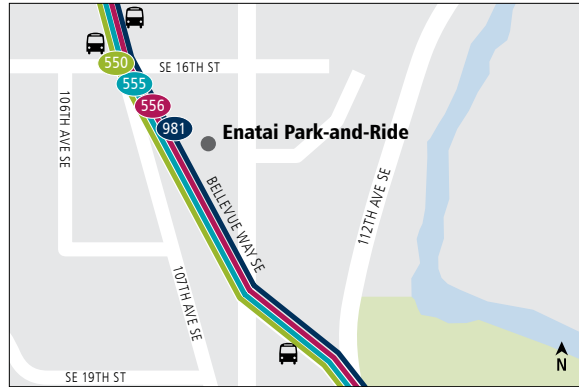 550
SE 16TH ST
555
556
981
Enatai Park-and-Ride
106TH AVE SE
BELLEVUE WAY SE
112TH AVE SE
107TH AVE SE
SE 19TH ST
N